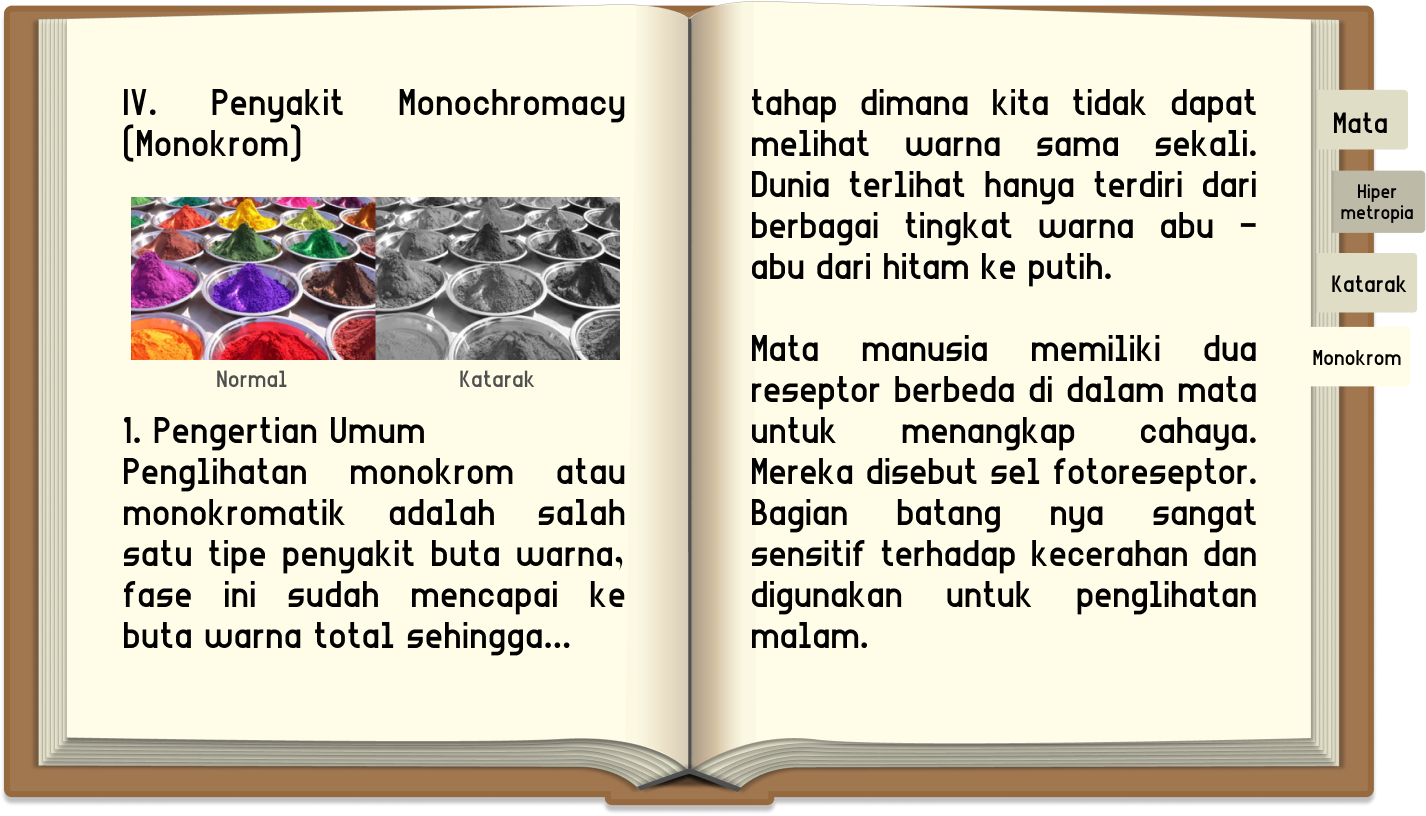 IV. Penyakit Monochromacy
(Monokrom)
Normal
Katarak
1. Pengertian Umum
Penglihatan monokrom atau
monokromatik adalah salah
satu tipe penyakit buta warna,
fase ini sudah mencapai ke
buta warna total sehingga...
tahap dimana kita tidak dapat
melihat warna sama sekali.
Dunia terlihat hanya terdiri dari
berbagai tingkat warna abu -
abu dari hitam ke putih.
Mata manusia memiliki dua
reseptor berbeda di dalam mata
untuk menangkap cahaya.
Mereka disebut sel fotoreseptor.
Bagian batang nya sangat
sensitif terhadap kecerahan dan
digunakan untuk penglihatan
malam.
Mata
Hiper
metropia
Katarak
Monokrom